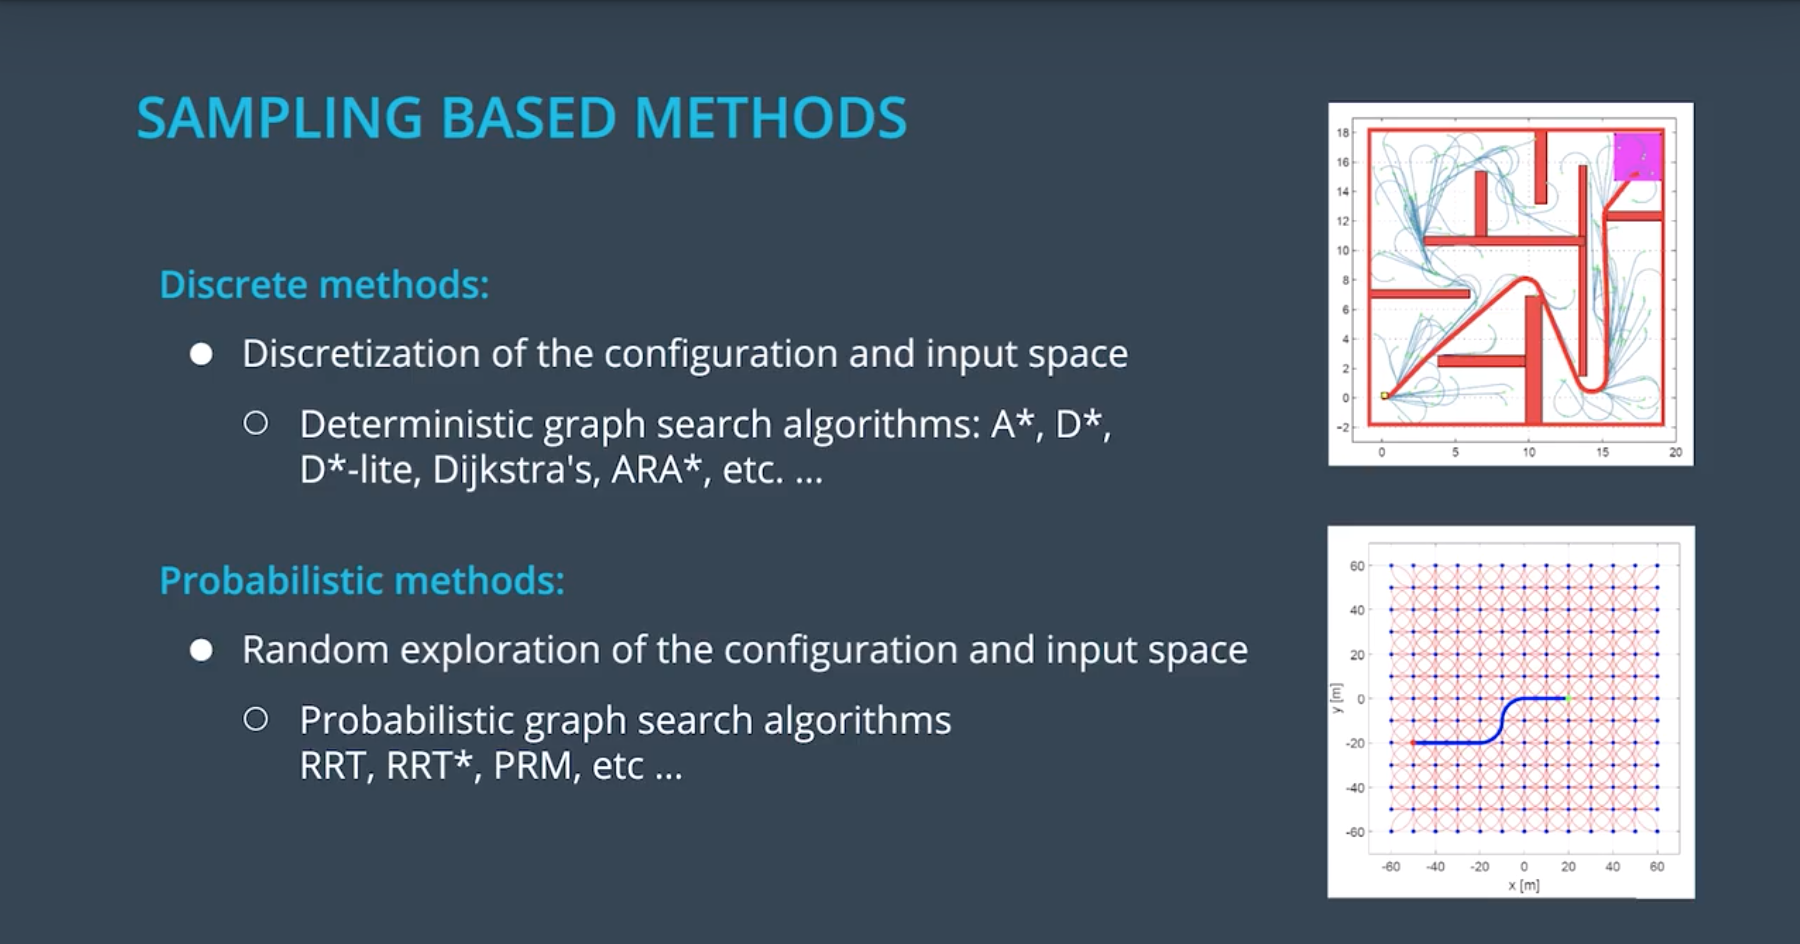 SAMPLING BASED METHODS
Discrete methods:
● Discretization of the configuration and input space
○ Deterministic graph search algorithms: A*, D*,
D*-lite, Dijkstra's, ARA*, etc. ...
Probabilistic methods:
● Random exploration of the configuration and input space
○ Probabilistic graph search algorithms
RRT, RRT*, PRM, etc ...
18
16
14
12
10
8
6
4
2
0
-2
0 5 10 15 20
60
40
20
0
-20
-40
-60
y [m]
-60 -40 -20 0 20 40 60
x [m]